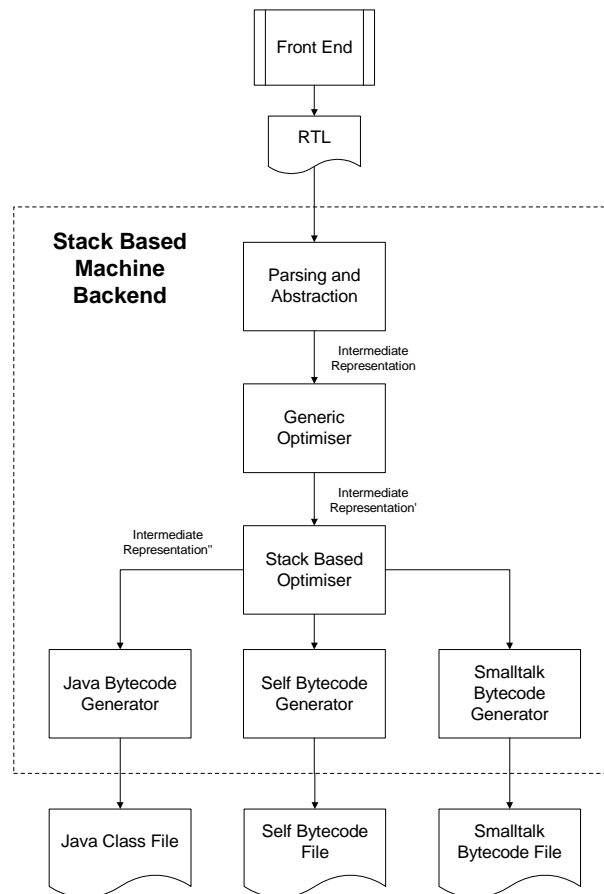 Front End
RTL
Stack Based
Machine
Backend
Parsing and
Abstraction
Intermediate
Representation
Generic
Optimiser
Intermediate
Representation'
Intermediate
Representation"
Stack Based
Optimiser
Java Bytecode
Generator
Self Bytecode
Generator
Smalltalk
Bytecode
Generator
Java Class File
Self Bytecode
File
Smalltalk
Bytecode File